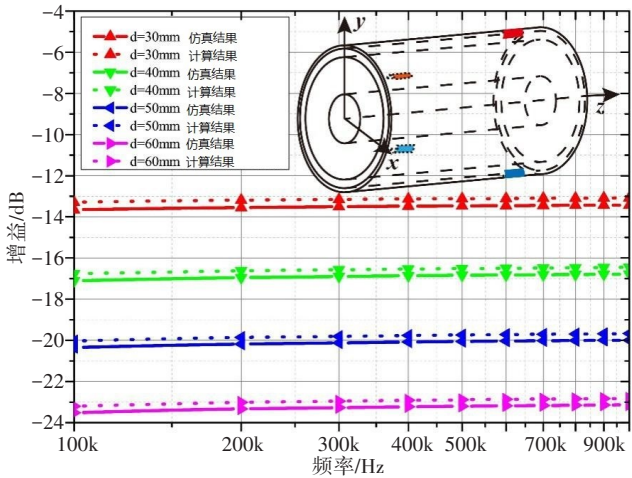 d=30mm 仿真结果
d=30mm 计算结果
d=40mm 仿真结果
d=40mm 计算结果
d=50mm 仿真结果
d=50mm 计算结果
d=60mm 仿真结果
d=60mm 计算结果
y
z
x
增益/dB
-4
-6
-8
-10
-12
-14
-16
-18
-20
-22
-24
100k 200k 300k 400k 500k 700k 900k
频率/Hz